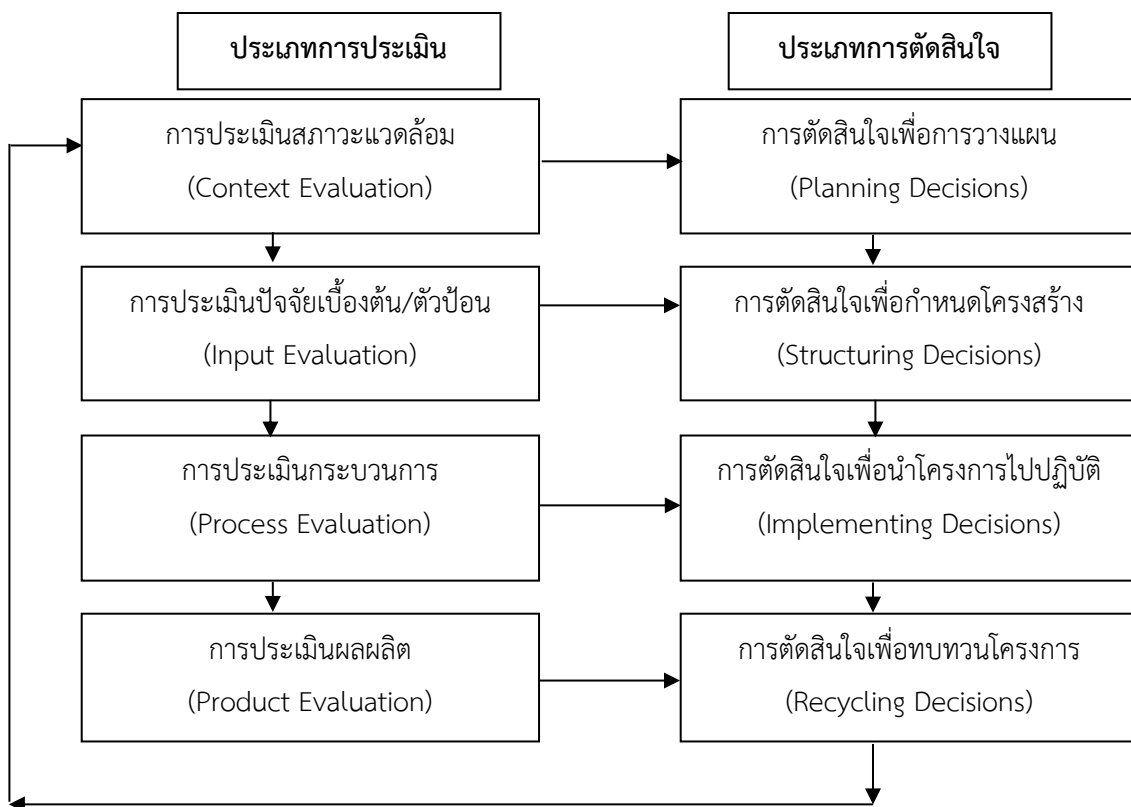 ประเภทการประเมิน
ประเภทการตัดสินใจ
การประเมินสภาวะแวดล้อม
(Context Evaluation)
การตัดสินใจเพื่อการวางแผน
(Planning Decisions)
การประเมินปัจจัยเบื้องต้น/ตัวป้อน
(Input Evaluation)
การตัดสินใจเพื่อกำหนดโครงสร้าง
(Structuring Decisions)
การประเมินกระบวนการ
(Process Evaluation)
การตัดสินใจเพื่อนำโครงการไปปฏิบัติ
(Implementing Decisions)
การประเมินผลผลิต
(Product Evaluation)
การตัดสินใจเพื่อทบทวนโครงการ
(Recycling Decisions)